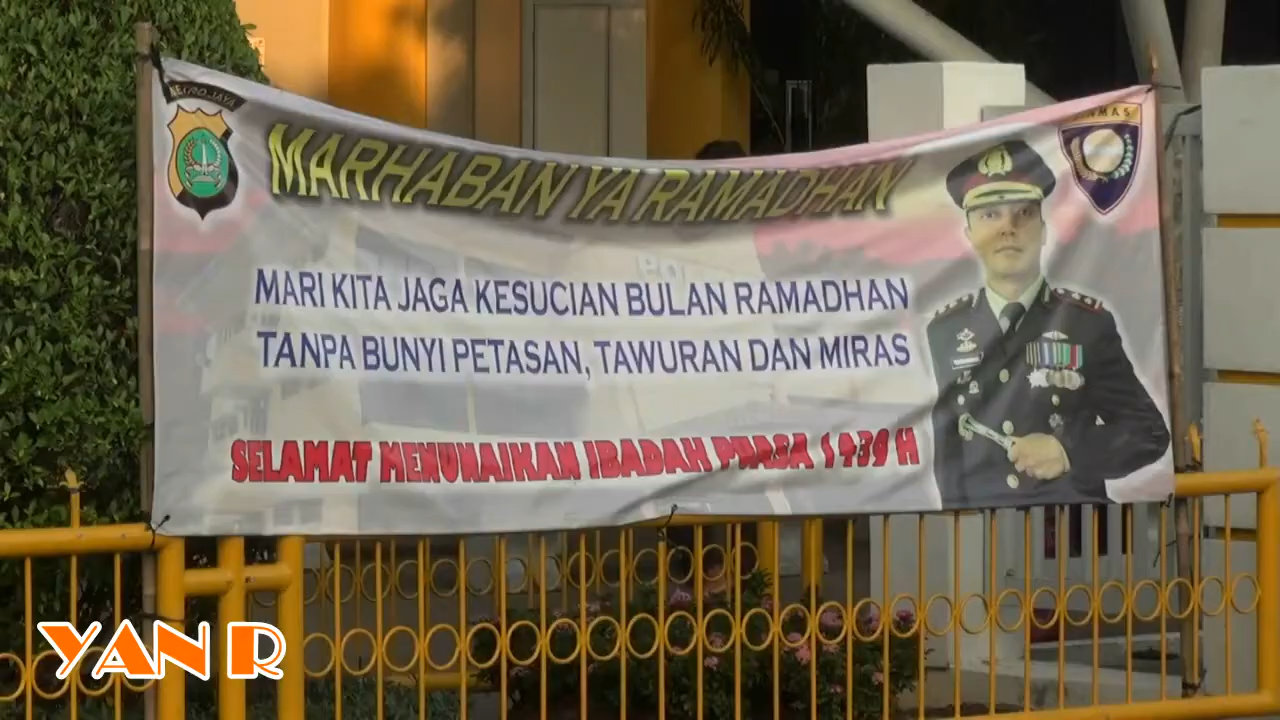 METRO JAYA
BINMAS
MARHABAN YA RAMADHAN
MARI KITA JAGA KESUCIAN BULAN RAMADHAN
TANPA BUNYI PETASAN, TAWURAN DAN MIRAS
SELAMAT MENUNAIKAN IBADAH PUASA 1439 H
YAN R